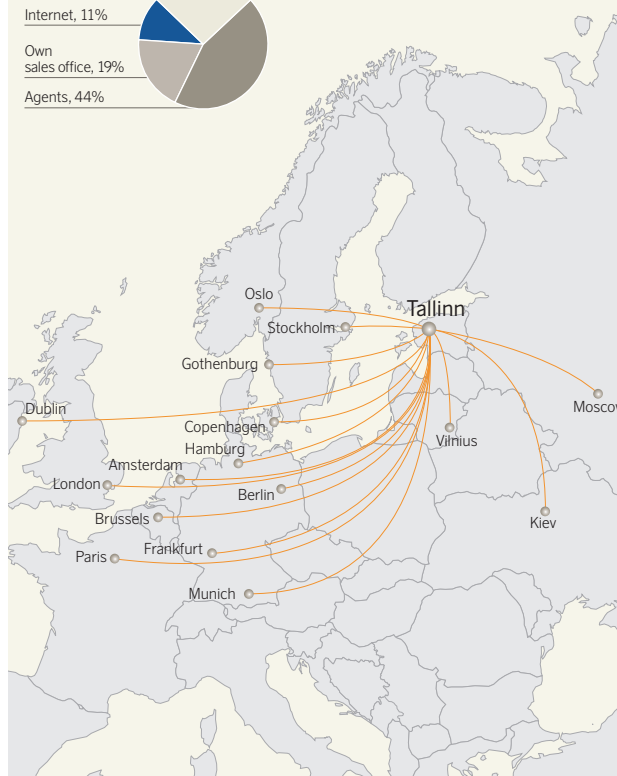 Internet, 11%
Own
sales office, 19%
Agents, 44%
Oslo
Tallinn
Stockholm
Gothenburg
Dublin
Moscow
Copenhagen
Vilnius
Hamburg
Amsterdam
London
Berlin
Brussels
Kiev
Frankfurt
Paris
Munich